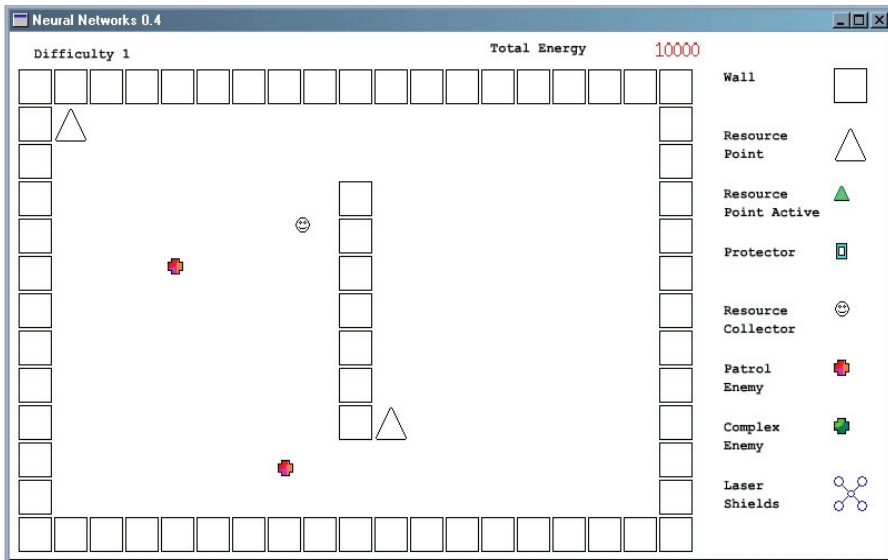 Neural Networks 0.4
Difficulty 1
Total Energy 10000
Wall
Resource
Point
Resource
Point Active
Protector
Resource
Collector
Patrol
Enemy
Complex
Enemy
Laser
Shields